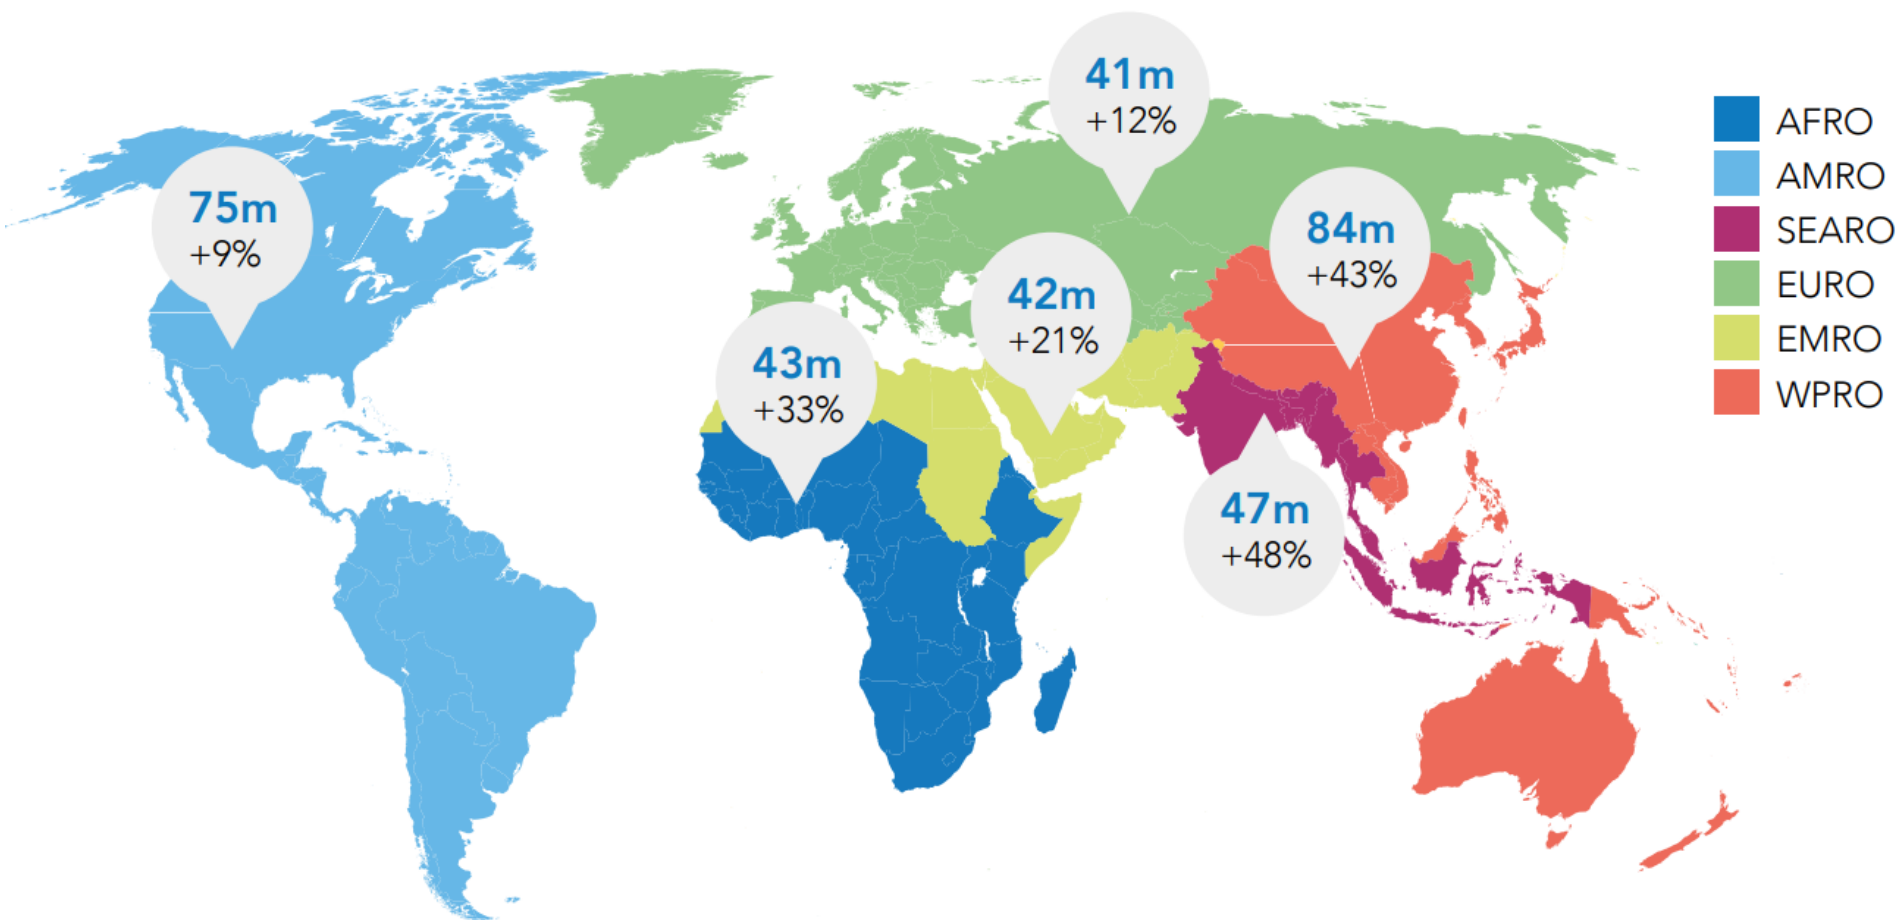 41m
+12%
75m
+9%
84m
+43%
42m
+21%
43m
+33%
47m
+48%
AFRO
AMRO
SEARO
EURO
EMRO
WPRO